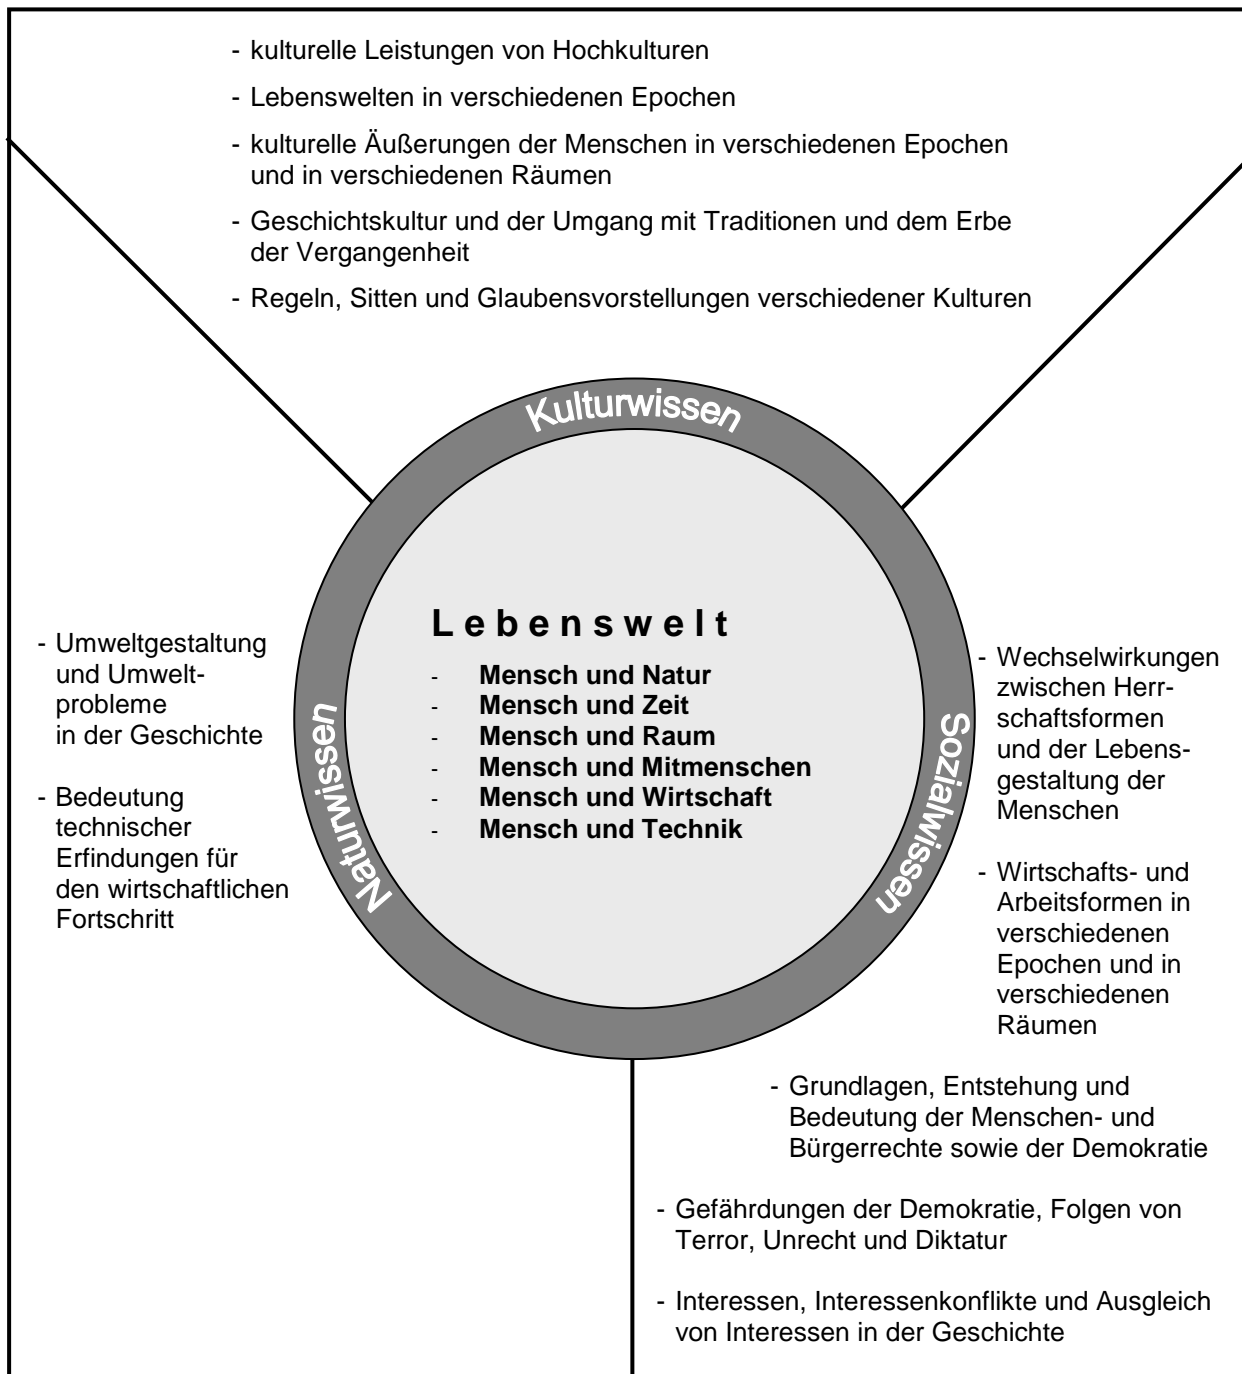 - kulturelle Leistungen von Hochkulturen
- Lebenswelten in verschiedenen Epochen
- kulturelle Äußerungen der Menschen in verschiedenen Epochen
und in verschiedenen Räumen
- Geschichtskultur und der Umgang mit Traditionen und dem Erbe
der Vergangenheit
- Regeln, Sitten und Glaubensvorstellungen verschiedener Kulturen
Kulturwissen
Naturwissen
Sozialwissen
Lebenswelt
- Mensch und Natur
- Mensch und Zeit
- Mensch und Raum
- Mensch und Mitmenschen
- Mensch und Wirtschaft
- Mensch und Technik
- Umweltgestaltung
und Umwelt-
probleme
in der Geschichte
- Bedeutung
technischer
Erfindungen für
den wirtschaftlichen
Fortschritt
- Wechselwirkungen
zwischen Herr-
schaftsformen
und der Lebens-
gestaltung der
Menschen
- Wirtschafts- und
Arbeitsformen in
verschiedenen
Epochen und in
verschiedenen
Räumen
- Grundlagen, Entstehung und
Bedeutung der Menschen- und
Bürgerrechte sowie der Demokratie
- Gefährdungen der Demokratie, Folgen von
Terror, Unrecht und Diktatur
- Interessen, Interessenkonflikte und Ausgleich
von Interessen in der Geschichte